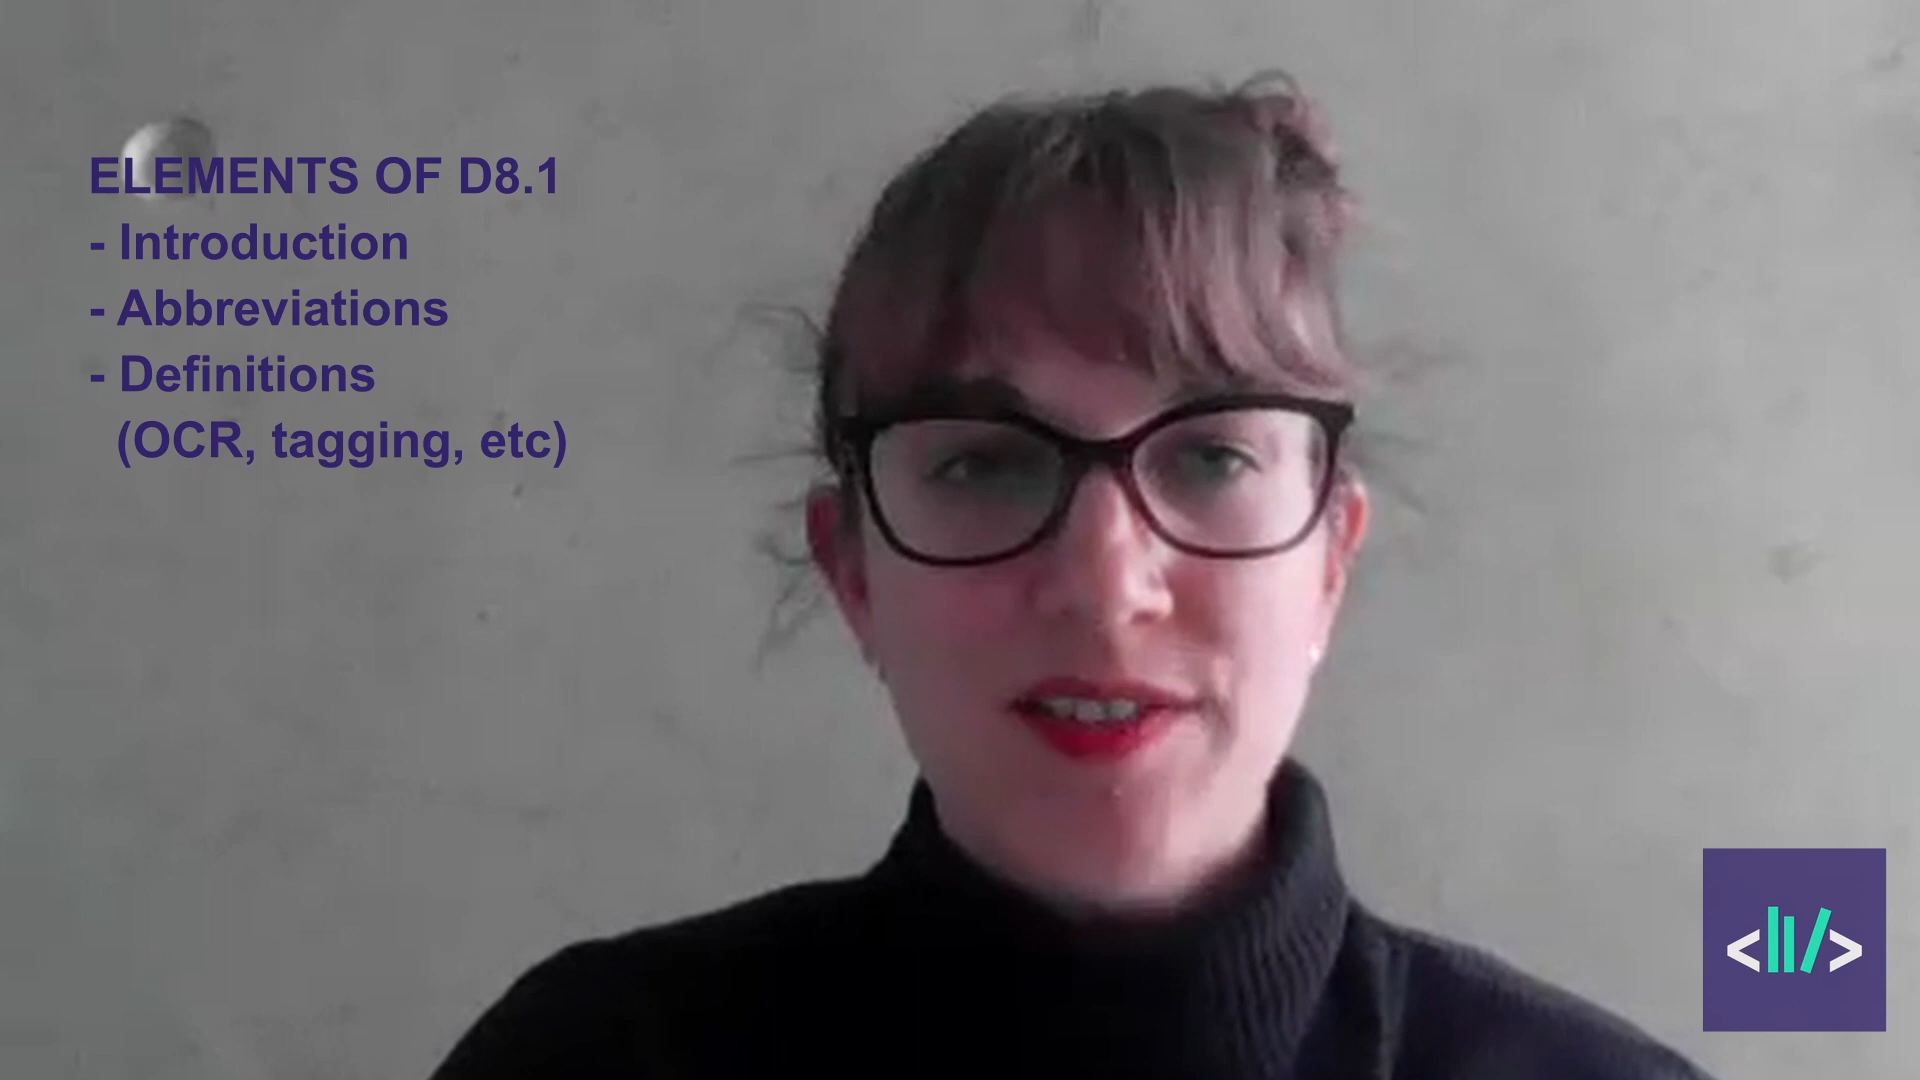 ELEMENTS OF D8.1
- Introduction
- Abbreviations
- Definitions
(OCR, tagging, etc)